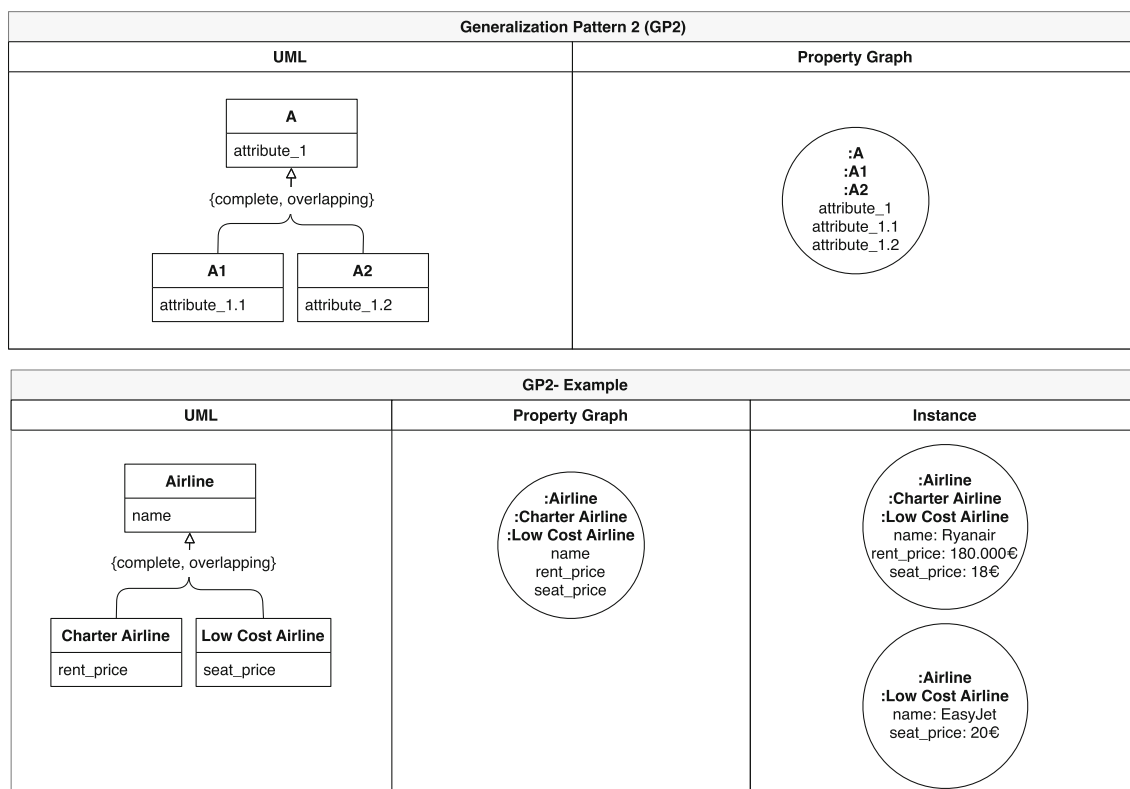 Generalization Pattern 2 (GP2)
UML
Property Graph
A
attribute_1
{complete, overlapping}
A1
attribute_1.1
A2
attribute_1.2
:A
:A1
:A2
attribute_1
attribute_1.1
attribute_1.2
GP2- Example
UML
Property Graph
Instance
Airline
name
{complete, overlapping}
Charter Airline
rent_price
Low Cost Airline
seat_price
:Airline
:Charter Airline
:Low Cost Airline
name
rent_price
seat_price
:Airline
:Charter Airline
:Low Cost Airline
name: Ryanair
rent_price: 180.000€
seat_price: 18€
:Airline
:Low Cost Airline
name: EasyJet
seat_price: 20€